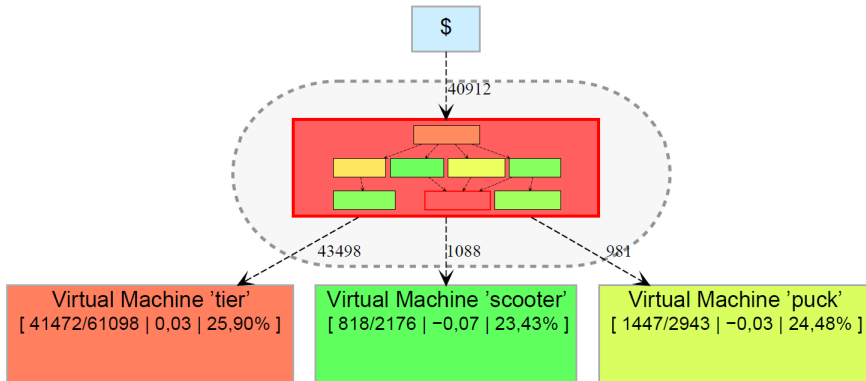 $
40912
43498
1088
981
Virtual Machine ’tier’
[ 41472/61098 | 0,03 | 25,90% ]
Virtual Machine ’scooter’
[ 818/2176 | −0,07 | 23,43% ]
Virtual Machine ’puck’
[ 1447/2943 | −0,03 | 24,48% ]